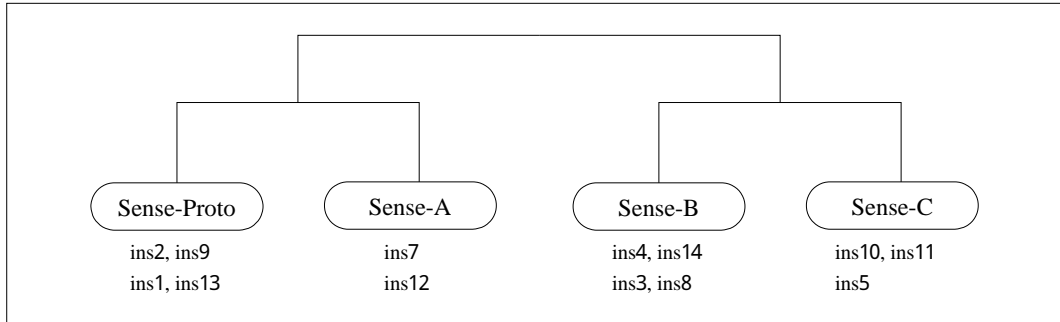 Sense-Proto
Sense-A
Sense-B
Sense-C
ins2, ins9
ins7
ins4, ins14
ins10, ins11
ins1, ins13
ins12
ins3, ins8
ins5